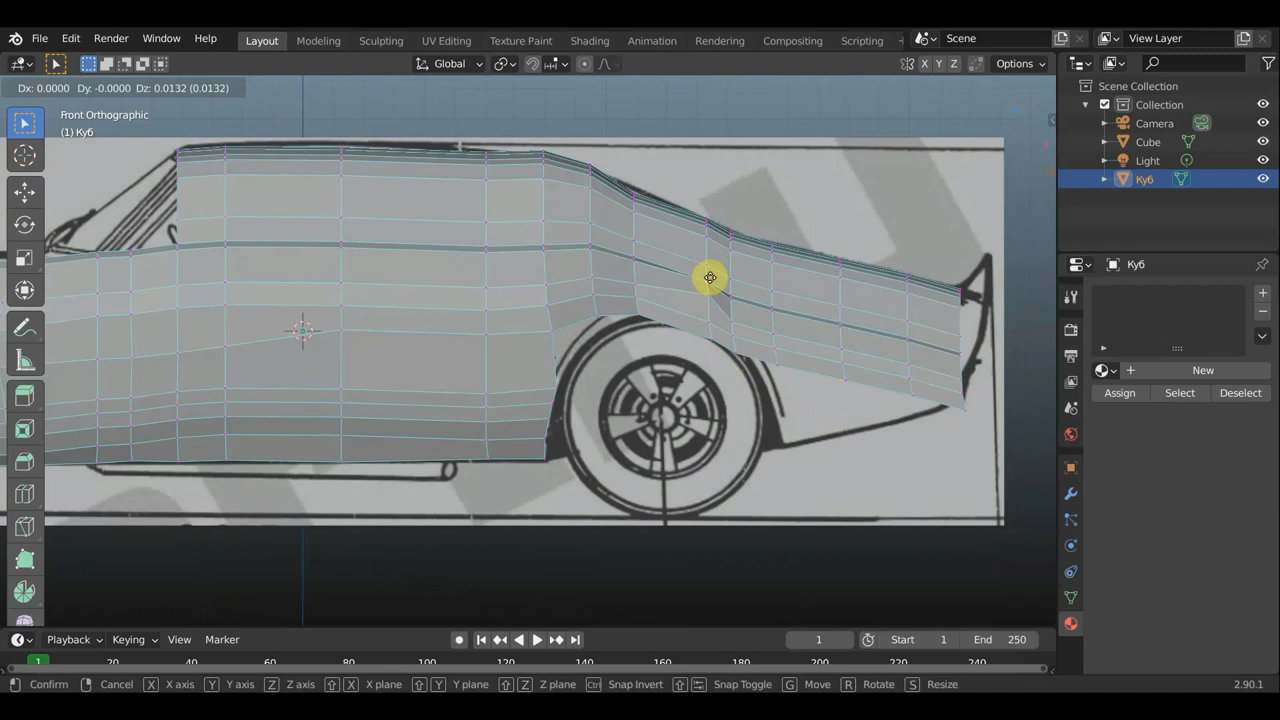 File Edit Render Window Help Layout Modeling Sculpting UV Editing Texture Paint Shading Animation Rendering Compositing Scripting + Scene View Layer
Global X Y Z Options
Dx: 0.0000 Dy: -0.0000 Dz: 0.0132 (0.0132)
Front Orthographic
(1) Куб
Scene Collection
Collection
Camera
Cube
Light
Куб
Куб
+ New
Assign Select Deselect
Playback Keying View Marker 1 Start 1 End 250
1 20 40 60 80 100 120 140 160 180 200 220 240
Confirm Cancel X X axis Y Y axis Z Z axis X X plane Y Y plane Z Z plane Ctrl Snap Invert Snap Toggle G Move R Rotate S Resize 2.90.1